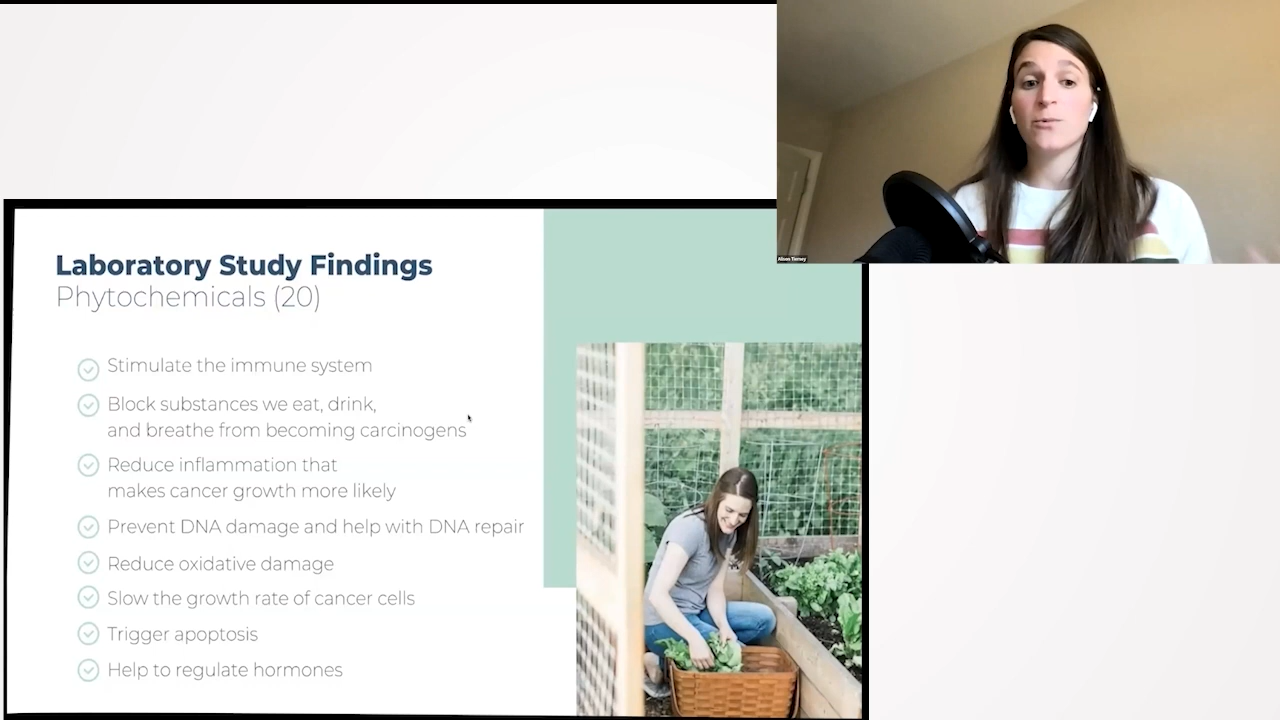 Alison Tierney
Laboratory Study Findings
Phytochemicals (20)
Stimulate the immune system
Block substances we eat, drink,
and breathe from becoming carcinogens
Reduce inflammation that
makes cancer growth more likely
Prevent DNA damage and help with DNA repair
Reduce oxidative damage
Slow the growth rate of cancer cells
Trigger apoptosis
Help to regulate hormones